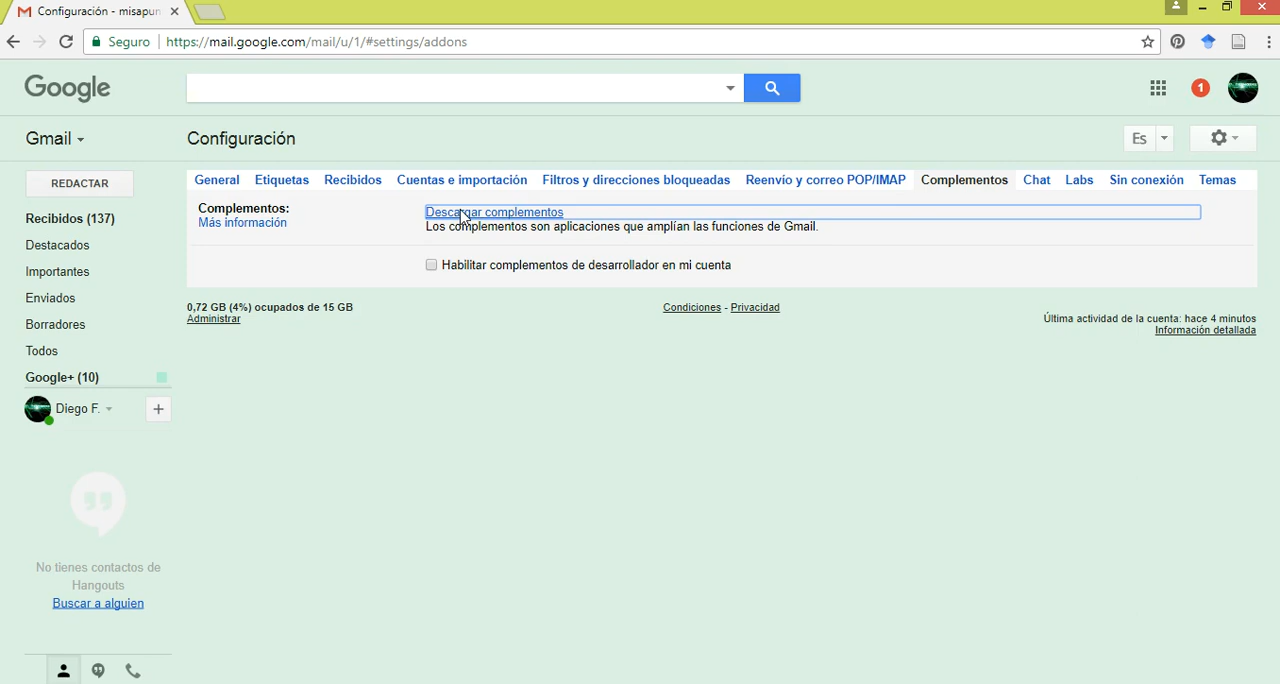 Configuración - misapun
Seguro https://mail.google.com/mail/u/1/#settings/addons
Google
1
Gmail
Configuración
Es
REDACTAR
General Etiquetas Recibidos Cuentas e importación Filtros y direcciones bloqueadas Reenvío y correo POP/IMAP Complementos Chat Labs Sin conexión Temas
Complementos:
Más información
Descargar complementos
Los complementos son aplicaciones que amplían las funciones de Gmail.
Habilitar complementos de desarrollador en mi cuenta
Recibidos (137)
Destacados
Importantes
Enviados
Borradores
Todos
Google+ (10)
Diego F.
0,72 GB (4%) ocupados de 15 GB
Administrar
Condiciones - Privacidad
Última actividad de la cuenta: hace 4 minutos
Información detallada
No tienes contactos de
Hangouts
Buscar a alguien